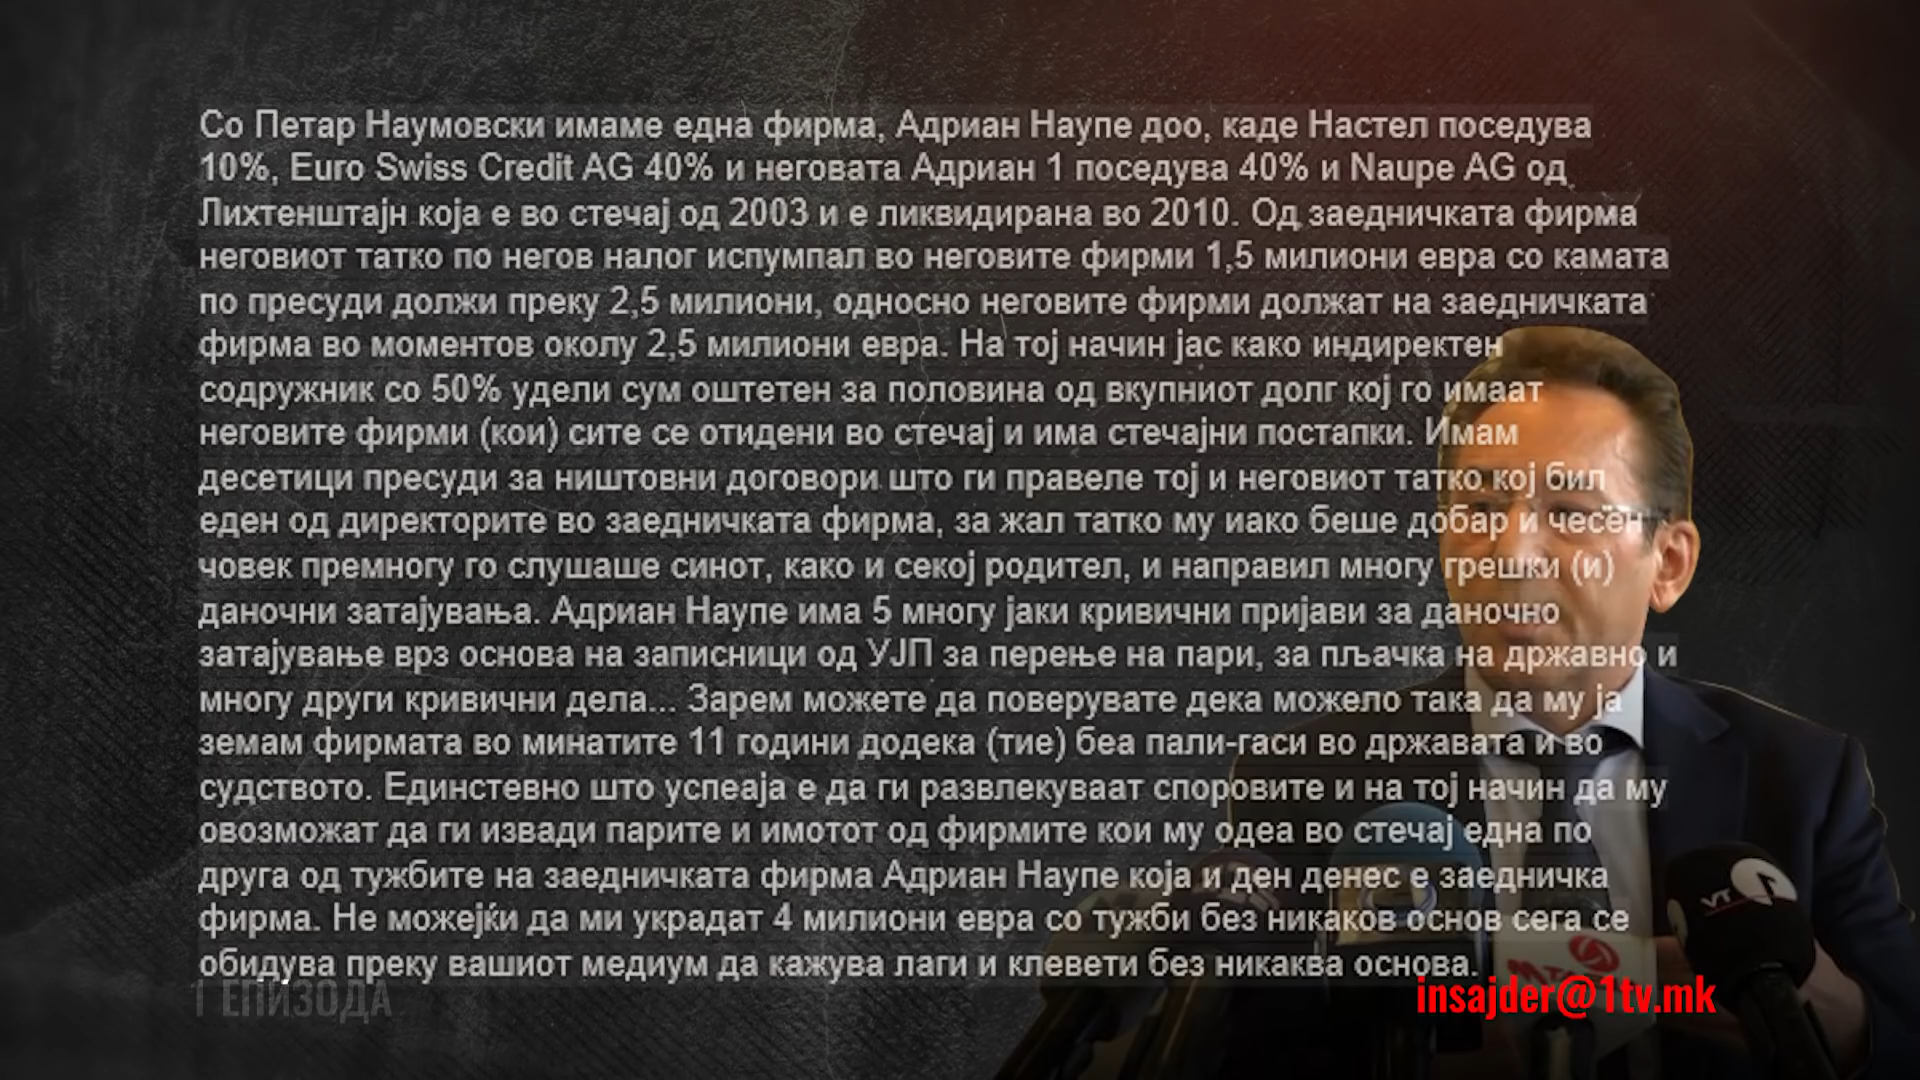 Со Петар Наумовски имаме една фирма, Адриан Наупе доо, каде Настел поседува
10%, Euro Swiss Credit AG 40% и неговата Адриан 1 поседува 40% и Naupe AG од
Лихтенштајн која е во стечај од 2003 и е ликвидирана во 2010. Од заедничката фирма
неговиот татко по негов налог испумпал во неговите фирми 1,5 милиони евра со камата
по пресуди должи преку 2,5 милиони, односно неговите фирми должат на заедничката
фирма во моментов околу 2,5 милиони евра. На тој начин јас како индиректен
содружник со 50% удели сум оштетен за половина од вкупниот долг кој го имаат
неговите фирми (кои) сите се отидени во стечај и има стечајни постапки. Имам
десетици пресуди за ништовни договори што ги правеле тој и неговиот татко кој бил
еден од директорите во заедничката фирма, за жал татко му иако беше добар и чесен
човек премногу го слушаше синот, како и секој родител, и направил многу грешки (и)
даночни затајувања. Адриан Наупе има 5 многу јаки кривични пријави за даночно
затајување врз основа на записници од УЈП за перење на пари, за пљачка на државно и
многу други кривични дела... Зарем можете да поверувате дека можело така да му ја
земам фирмата во минатите 11 години додека (тие) беа пали-гаси во државата и во
судството. Единстевно што успеаја е да ги развлекуваат споровите и на тој начин да му
овозможат да ги извади парите и имотот од фирмите кои му одеа во стечај една по
друга од тужбите на заедничката фирма Адриан Наупе која и ден денес е заедничка
фирма. Не можејќи да ми украдат 4 милиони евра со тужби без никаков основ сега се
обидува преку вашиот медиум да кажува лаги и клевети без никаква основа.
1 ЕПИЗОДА
insajder@1tv.mk